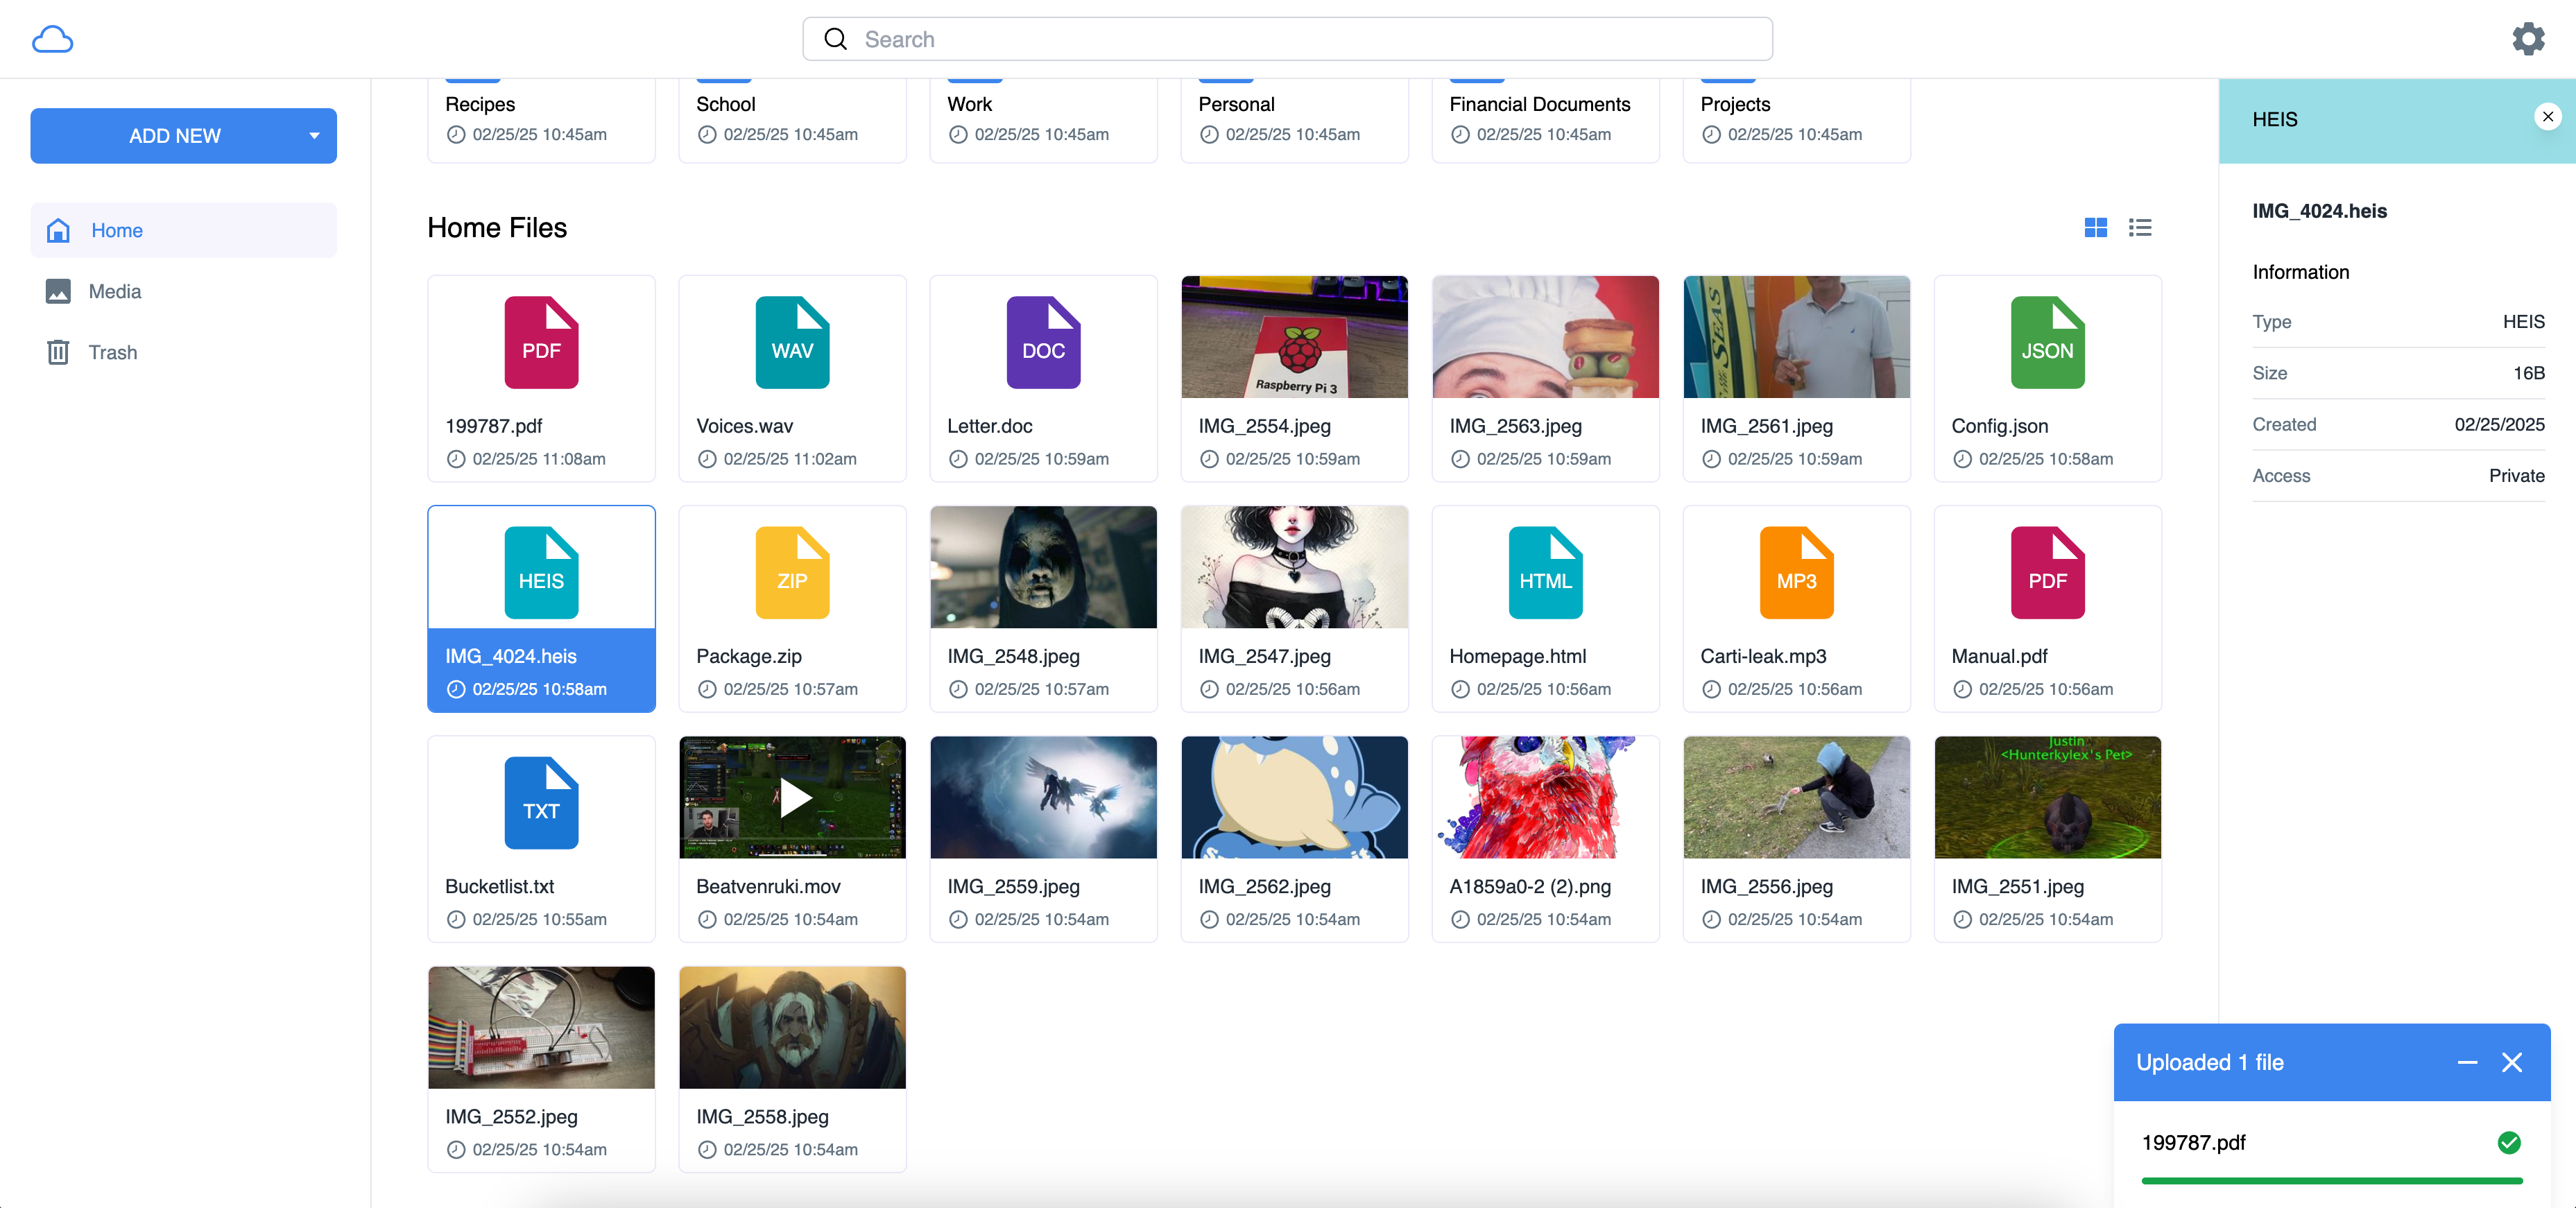 Search
ADD NEW
Home
Media
Trash
Recipes
02/25/25 10:45am
School
02/25/25 10:45am
Work
02/25/25 10:45am
Personal
02/25/25 10:45am
Financial Documents
02/25/25 10:45am
Projects
02/25/25 10:45am
Home Files
PDF
199787.pdf
02/25/25 11:08am
WAV
Voices.wav
02/25/25 11:02am
DOC
Letter.doc
02/25/25 10:59am
Raspberry Pi 3
IMG_2554.jpeg
02/25/25 10:59am
IMG_2563.jpeg
02/25/25 10:59am
SEAS
IMG_2561.jpeg
02/25/25 10:59am
JSON
Config.json
02/25/25 10:58am
HEIS
IMG_4024.heis
02/25/25 10:58am
ZIP
Package.zip
02/25/25 10:57am
IMG_2548.jpeg
02/25/25 10:57am
IMG_2547.jpeg
02/25/25 10:56am
HTML
Homepage.html
02/25/25 10:56am
MP3
Carti-leak.mp3
02/25/25 10:56am
PDF
Manual.pdf
02/25/25 10:56am
TXT
Bucketlist.txt
02/25/25 10:55am
Beatvenruki.mov
02/25/25 10:54am
IMG_2559.jpeg
02/25/25 10:54am
IMG_2562.jpeg
02/25/25 10:54am
A1859a0-2 (2).png
02/25/25 10:54am
IMG_2556.jpeg
02/25/25 10:54am
Justin
<Hunterkylex's Pet>
IMG_2551.jpeg
02/25/25 10:54am
IMG_2552.jpeg
02/25/25 10:54am
IMG_2558.jpeg
02/25/25 10:54am
HEIS
IMG_4024.heis
Information
Type HEIS
Size 16B
Created 02/25/2025
Access Private
Uploaded 1 file
199787.pdf